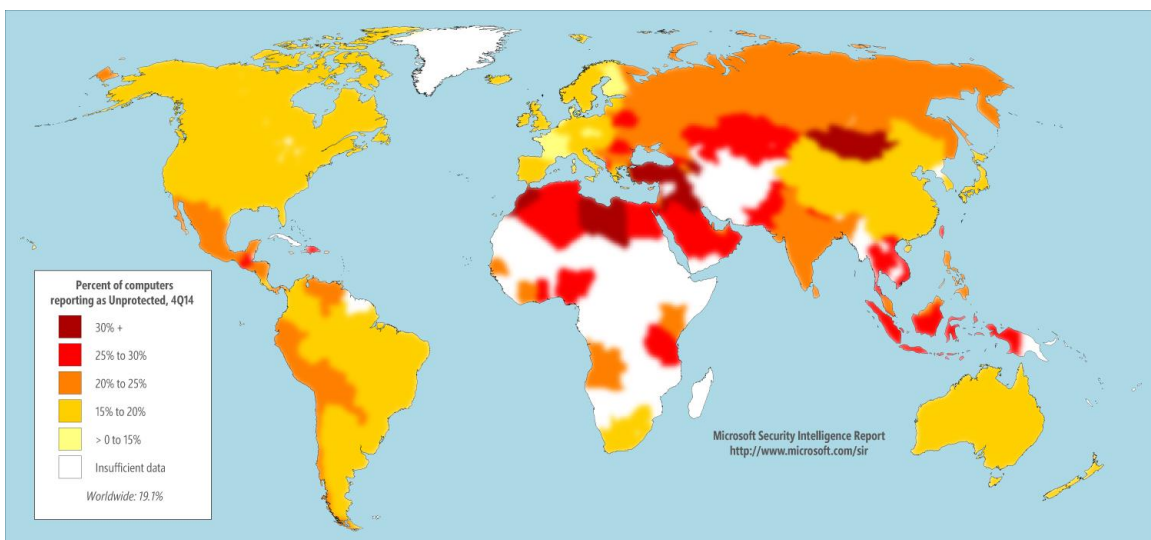 Percent of computers
reporting as Unprotected, 4Q14
30% +
25% to 30%
20% to 25%
15% to 20%
> 0 to 15%
Insufficient data
Worldwide: 19.1%
Microsoft Security Intelligence Report
http://www.microsoft.com/sir